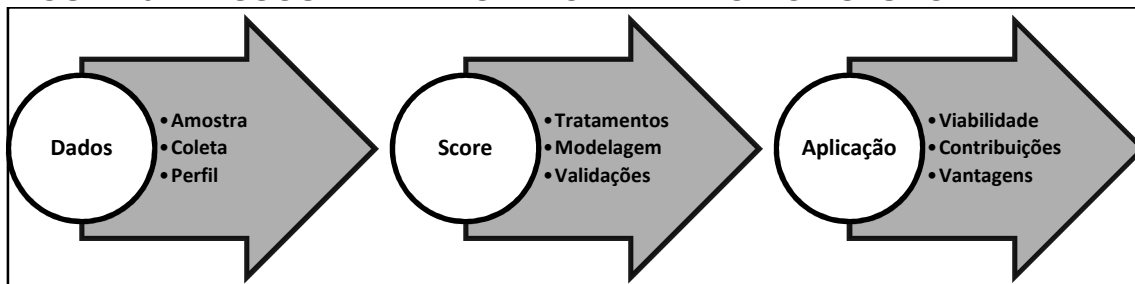 Dados
• Amostra
• Coleta
• Perfil
Score
• Tratamentos
• Modelagem
• Validações
Aplicação
• Viabilidade
• Contribuições
• Vantagens